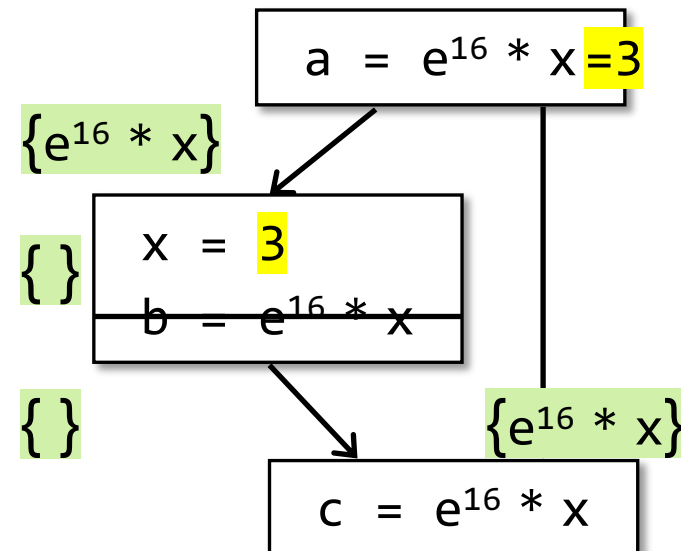 a = e¹⁶ * x =3
{e¹⁶ * x}
x = 3
{ }
b = e¹⁶ * x
{ }
{e¹⁶ * x}
c = e¹⁶ * x